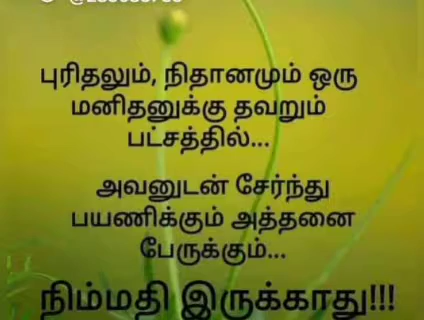 புரிதலும், நிதானமும் ஒரு
மனிதனுக்கு தவறும்
பட்சத்தில்...
அவனுடன் சேர்ந்து
பயணிக்கும் அத்தனை
பேருக்கும்...
நிம்மதி இருக்காது!!!